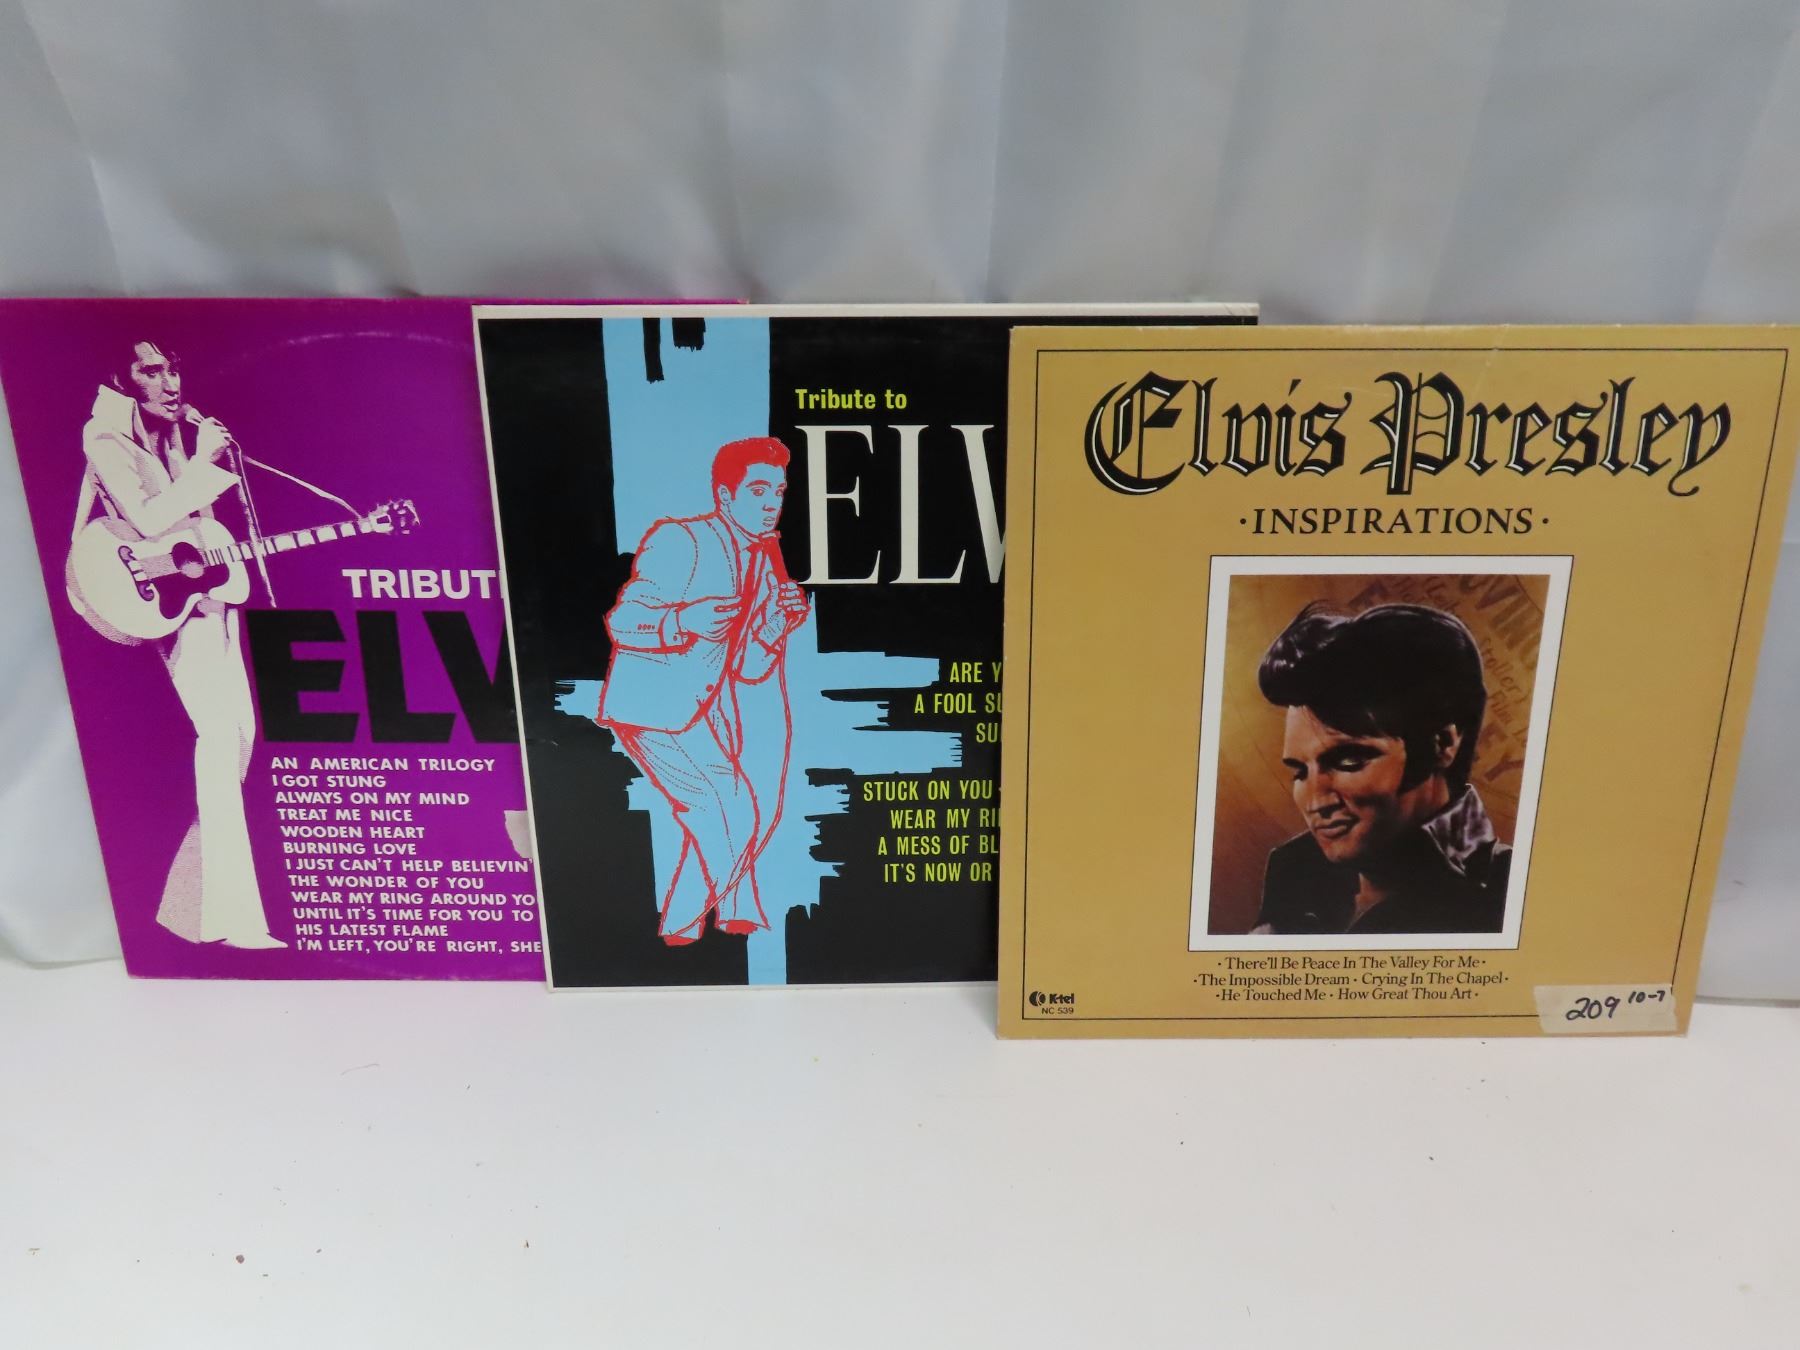 TRIBUT
ELV
AN AMERICAN TRILOGY
I GOT STUNG
ALWAYS ON MY MIND
TREAT ME NICE
WOODEN HEART
BURNING LOVE
I JUST CAN'T HELP BELIEVIN'
THE WONDER OF YOU
WEAR MY RING AROUND YO
UNTIL IT'S TIME FOR YOU TO
HIS LATEST FLAME
I'M LEFT, YOU'RE RIGHT, SHE
Tribute to
ELV
ARE Y
A FOOL SU
SU
STUCK ON YOU
WEAR MY RI
A MESS OF BL
IT'S NOW OR
Elvis Presley
·INSPIRATIONS·
·There'll Be Peace In The Valley For Me·
·The Impossible Dream · Crying In The Chapel·
·He Touched Me · How Great Thou Art·
K-tel
NC 539
209 10-7